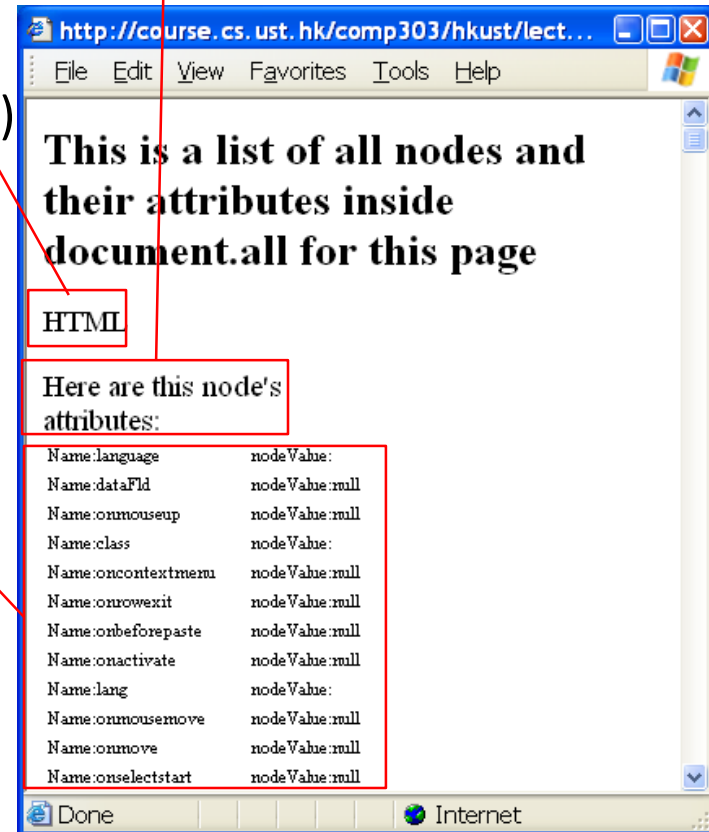 http://course.cs.ust.hk/comp303/hkust/lect...
File Edit View Favorites Tools Help
)
This is a list of all nodes and
their attributes inside
document.all for this page
HTML
Here are this node's
attributes:
Name:language nodeValue:
Name:dataFld nodeValue:null
Name:onmouseup nodeValue:null
Name:class nodeValue:
Name:oncontextmenu nodeValue:null
Name:onrowexit nodeValue:null
Name:onbeforepaste nodeValue:null
Name:onactivate nodeValue:null
Name:lang nodeValue:
Name:onmousemove nodeValue:null
Name:onmove nodeValue:null
Name:onselectstart nodeValue:null
Done Internet